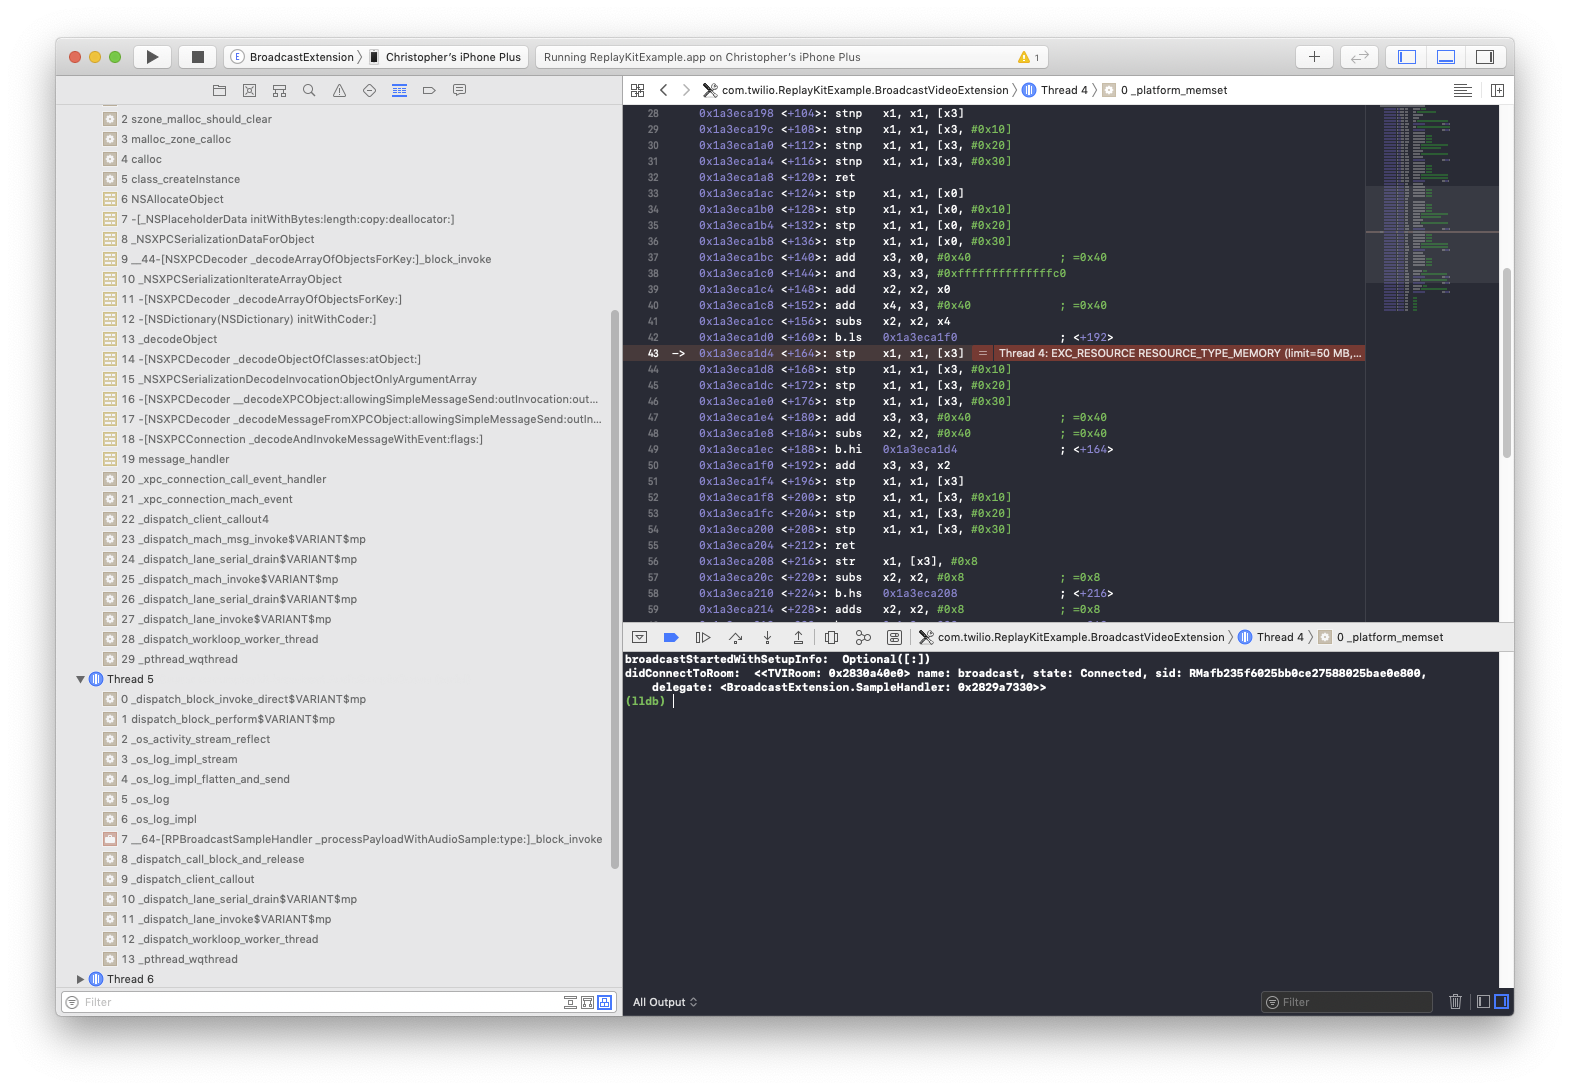 BroadcastExtension
Christopher's iPhone Plus
Running ReplayKitExample.app on Christopher's iPhone Plus
1
2 szone_malloc_should_clear
3 malloc_zone_calloc
4 calloc
5 class_createInstance
6 NSAllocateObject
7 -[_NSPlaceholderData initWithBytes:length:copy:deallocator:]
8 _NSXPCSerializationDataForObject
9 __44-[NSXPCDecoder _decodeArrayOfObjectsForKey:]_block_invoke
10 _NSXPCSerializationIterateArrayObject
11 -[NSXPCDecoder _decodeArrayOfObjectsForKey:]
12 -[NSDictionary(NSDictionary) initWithCoder:]
13 _decodeObject
14 -[NSXPCDecoder _decodeObjectOfClasses:atObject:]
15 _NSXPCSerializationDecodeInvocationObjectOnlyArgumentArray
16 -[NSXPCDecoder __decodeXPCObject:allowingSimpleMessageSend:outInvocation:out...
17 -[NSXPCDecoder _decodeMessageFromXPCObject:allowingSimpleMessageSend:outIn...
18 -[NSXPCConnection _decodeAndInvokeMessageWithEvent:flags:]
19 message_handler
20 _xpc_connection_call_event_handler
21 _xpc_connection_mach_event
22 _dispatch_client_callout4
23 _dispatch_mach_msg_invoke$VARIANT$mp
24 _dispatch_lane_serial_drain$VARIANT$mp
25 _dispatch_mach_invoke$VARIANT$mp
26 _dispatch_lane_serial_drain$VARIANT$mp
27 _dispatch_lane_invoke$VARIANT$mp
28 _dispatch_workloop_worker_thread
29 _pthread_wqthread
Thread 5
0 _dispatch_block_invoke_direct$VARIANT$mp
1 dispatch_block_perform$VARIANT$mp
2 _os_activity_stream_reflect
3 _os_log_impl_stream
4 _os_log_impl_flatten_and_send
5 _os_log
6 _os_log_impl
7 __64-[RPBroadcastSampleHandler _processPayloadWithAudioSample:type:]_block_invoke
8 _dispatch_call_block_and_release
9 _dispatch_client_callout
10 _dispatch_lane_serial_drain$VARIANT$mp
11 _dispatch_lane_invoke$VARIANT$mp
12 _dispatch_workloop_worker_thread
13 _pthread_wqthread
Thread 6
Filter
com.twilio.ReplayKitExample.BroadcastVideoExtension
Thread 4
0 _platform_memset
28 0x1a3eca198 <+104>: stnp x1, x1, [x3]
29 0x1a3eca19c <+108>: stnp x1, x1, [x3, #0x10]
30 0x1a3eca1a0 <+112>: stnp x1, x1, [x3, #0x20]
31 0x1a3eca1a4 <+116>: stnp x1, x1, [x3, #0x30]
32 0x1a3eca1a8 <+120>: ret
33 0x1a3eca1ac <+124>: stp x1, x1, [x0]
34 0x1a3eca1b0 <+128>: stp x1, x1, [x0, #0x10]
35 0x1a3eca1b4 <+132>: stp x1, x1, [x0, #0x20]
36 0x1a3eca1b8 <+136>: stp x1, x1, [x0, #0x30]
37 0x1a3eca1bc <+140>: add x3, x0, #0x40 ; =0x40
38 0x1a3eca1c0 <+144>: and x3, x3, #0xffffffffffffffc0
39 0x1a3eca1c4 <+148>: add x2, x2, x0
40 0x1a3eca1c8 <+152>: add x4, x3, #0x40 ; =0x40
41 0x1a3eca1cc <+156>: subs x2, x2, x4
42 0x1a3eca1d0 <+160>: b.ls 0x1a3eca1f0 ; <+192>
43 -> 0x1a3eca1d4 <+164>: stp x1, x1, [x3] = Thread 4: EXC_RESOURCE RESOURCE_TYPE_MEMORY (limit=50 MB,...
44 0x1a3eca1d8 <+168>: stp x1, x1, [x3, #0x10]
45 0x1a3eca1dc <+172>: stp x1, x1, [x3, #0x20]
46 0x1a3eca1e0 <+176>: stp x1, x1, [x3, #0x30]
47 0x1a3eca1e4 <+180>: add x3, x3, #0x40 ; =0x40
48 0x1a3eca1e8 <+184>: subs x2, x2, #0x40 ; =0x40
49 0x1a3eca1ec <+188>: b.hi 0x1a3eca1d4 ; <+164>
50 0x1a3eca1f0 <+192>: add x3, x3, x2
51 0x1a3eca1f4 <+196>: stp x1, x1, [x3]
52 0x1a3eca1f8 <+200>: stp x1, x1, [x3, #0x10]
53 0x1a3eca1fc <+204>: stp x1, x1, [x3, #0x20]
54 0x1a3eca200 <+208>: stp x1, x1, [x3, #0x30]
55 0x1a3eca204 <+212>: ret
56 0x1a3eca208 <+216>: str x1, [x3], #0x8
57 0x1a3eca20c <+220>: subs x2, x2, #0x8 ; =0x8
58 0x1a3eca210 <+224>: b.hs 0x1a3eca208 ; <+216>
59 0x1a3eca214 <+228>: adds x2, x2, #0x8 ; =0x8
com.twilio.ReplayKitExample.BroadcastVideoExtension
Thread 4
0 _platform_memset
broadcastStartedWithSetupInfo: Optional([:])
didConnectToRoom: <<TVIRoom: 0x2830a40e0> name: broadcast, state: Connected, sid: RMafb235f6025bb0ce27588025bae0e800,
delegate: <BroadcastExtension.SampleHandler: 0x2829a7330>>
(lldb)
All Output
Filter